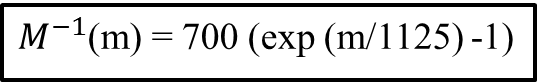 M⁻¹(m) = 700 (exp (m/1125) -1)